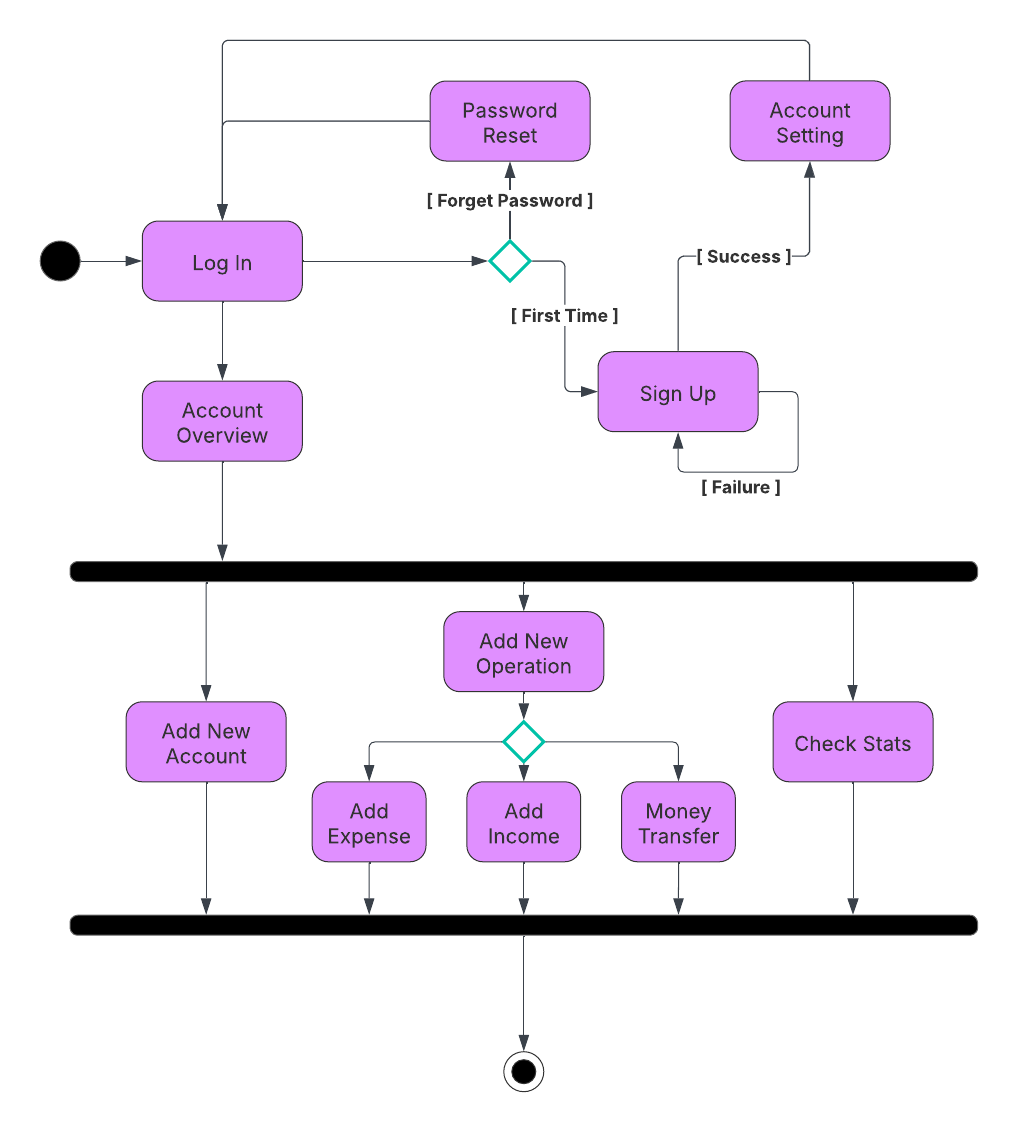 Password
Reset
Account
Setting
[ Forget Password ]
Log In
[ Success ]
[ First Time ]
Sign Up
Account
Overview
[ Failure ]
Add New
Operation
Add New
Account
Check Stats
Add
Expense
Add
Income
Money
Transfer